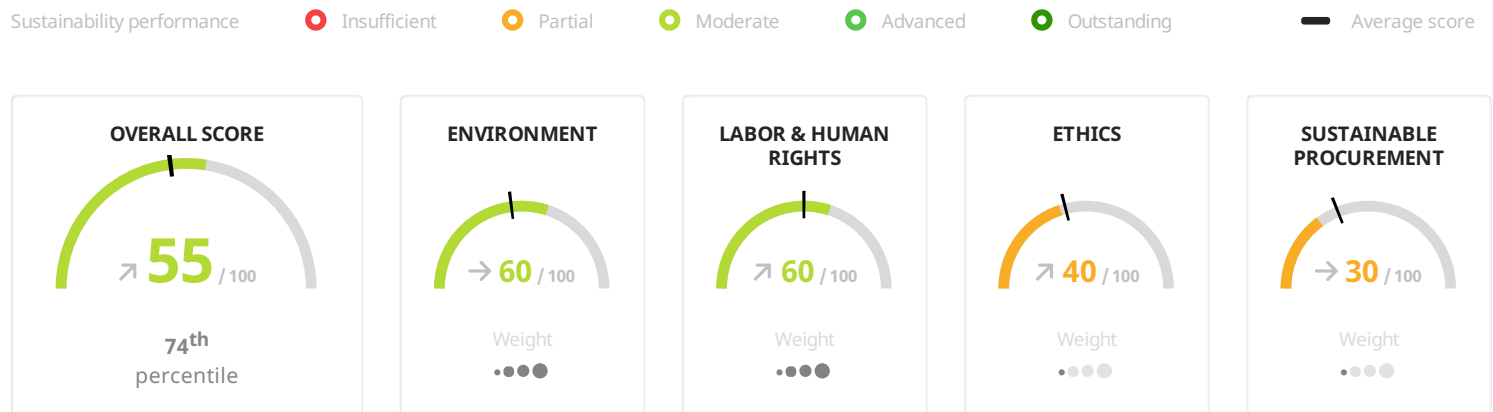 Sustainability performance Insufficient Partial Moderate Advanced Outstanding Average score
OVERALL SCORE
55 / 100
74th
percentile
ENVIRONMENT
60 / 100
Weight
LABOR & HUMAN
RIGHTS
60 / 100
Weight
ETHICS
40 / 100
Weight
SUSTAINABLE
PROCUREMENT
30 / 100
Weight